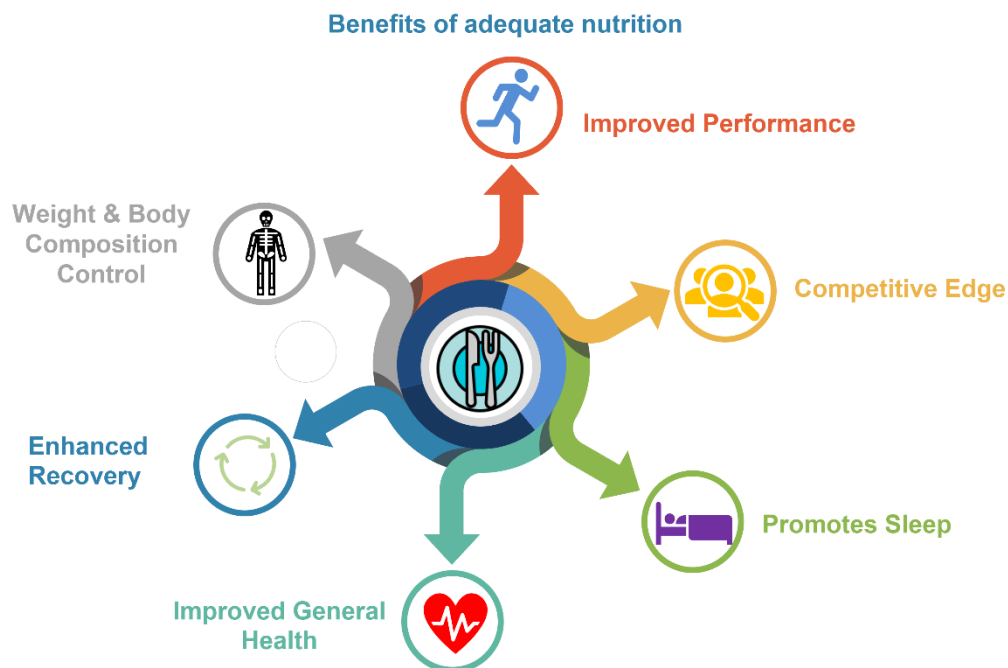 Benefits of adequate nutrition
Improved Performance
Weight & Body
Composition
Control
Competitive Edge
Enhanced
Recovery
Promotes Sleep
Improved General
Health